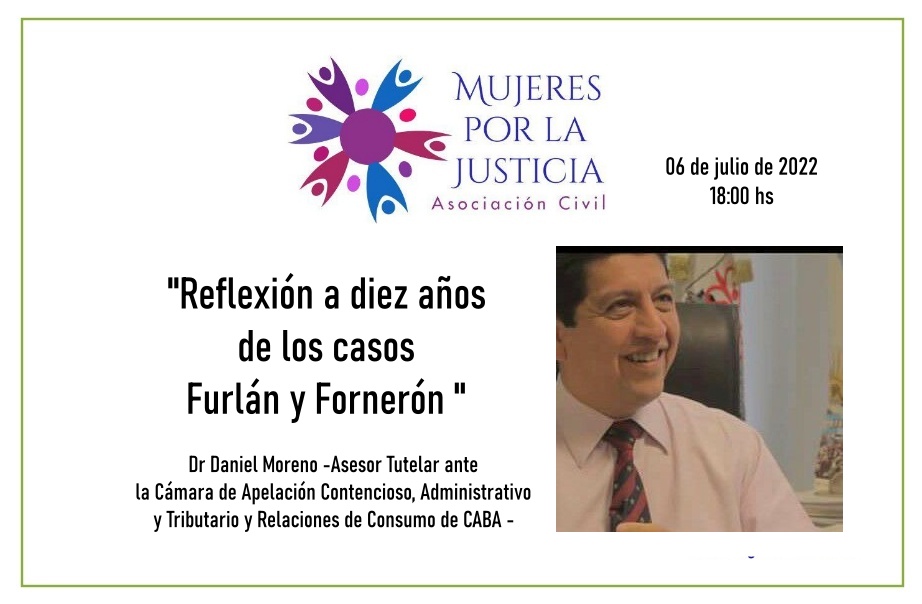 MUJERES
POR LA
JUSTICIA
Asociación Civil
06 de julio de 2022
18:00 hs
"Reflexión a diez años
de los casos
Furlán y Fornerón "
Dr Daniel Moreno -Asesor Tutelar ante
la Cámara de Apelación Contencioso, Administrativo
y Tributario y Relaciones de Consumo de CABA -